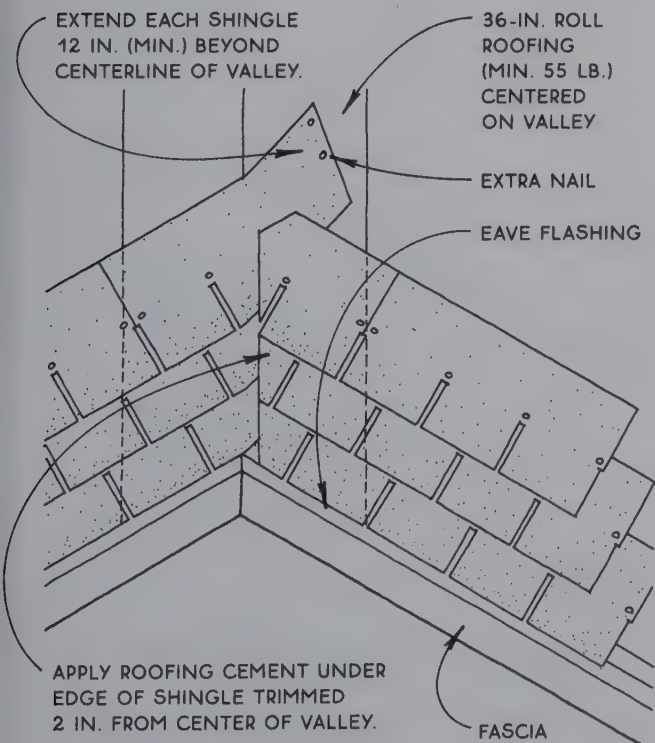 EXTEND EACH SHINGLE
12 IN. (MIN.) BEYOND
CENTERLINE OF VALLEY.
36-IN. ROLL
ROOFING
(MIN. 55 LB.)
CENTERED
ON VALLEY
EXTRA NAIL
EAVE FLASHING
APPLY ROOFING CEMENT UNDER
EDGE OF SHINGLE TRIMMED
2 IN. FROM CENTER OF VALLEY.
FASCIA